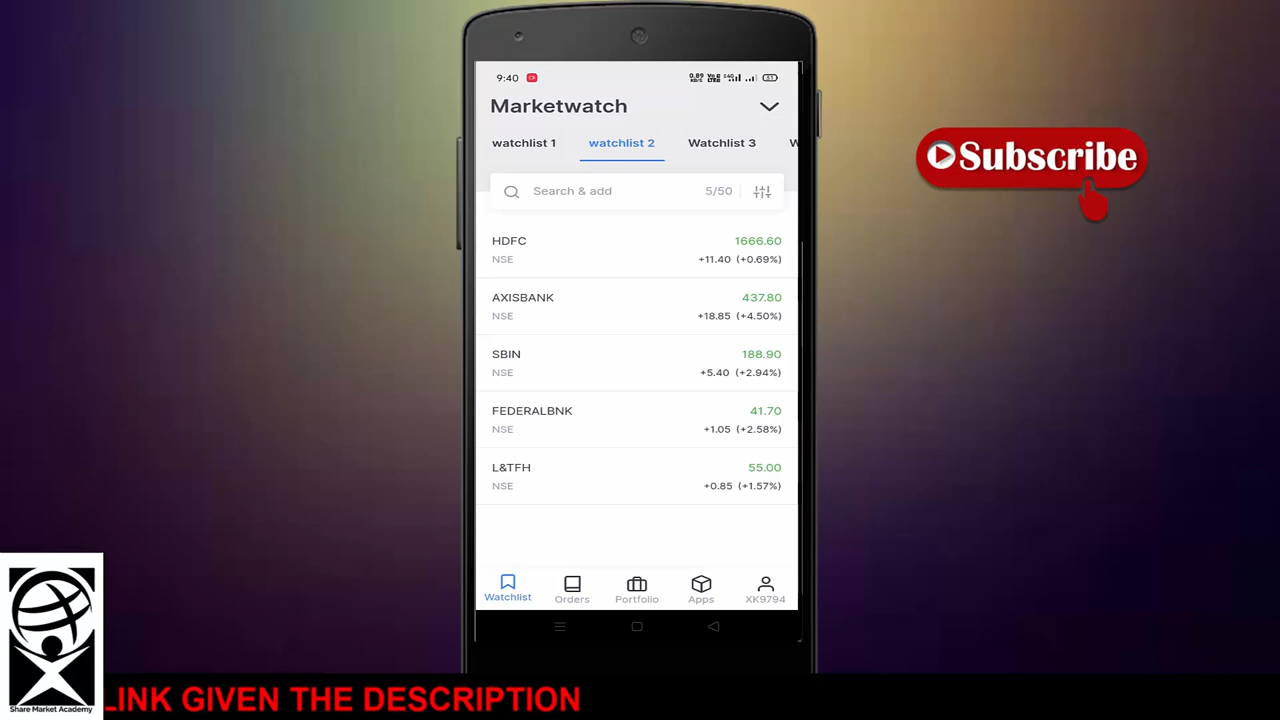 9:40
Marketwatch
watchlist 1 watchlist 2 Watchlist 3 W
Search & add 5/50
HDFC 1666.60
NSE +11.40 (+0.69%)
AXISBANK 437.80
NSE +18.85 (+4.50%)
SBIN 188.90
NSE +5.40 (+2.94%)
FEDERALBNK 41.70
NSE +1.05 (+2.58%)
L&TFH 55.00
NSE +0.85 (+1.57%)
Watchlist Orders Portfolio Apps XK9794
Subscribe
Share Market Academy
LINK GIVEN THE DESCRIPTION